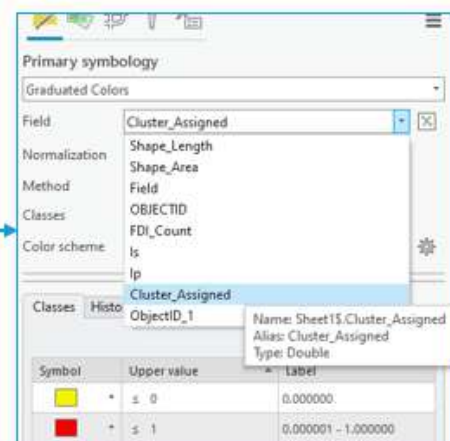 Primary symbology
Graduated Colors
Field Cluster_Assigned
Normalization
Method
Classes
Color scheme
Shape_Length
Shape_Area
Field
OBJECTID
FDI_Count
Is
Ip
Cluster_Assigned
ObjectID_1
Name: Sheet1$.Cluster_Assigned
Alias: Cluster_Assigned
Type: Double
Classes Histo
Symbol Upper value Label
≤ 0 0.000000
≤ 1 0.000001 - 1.000000